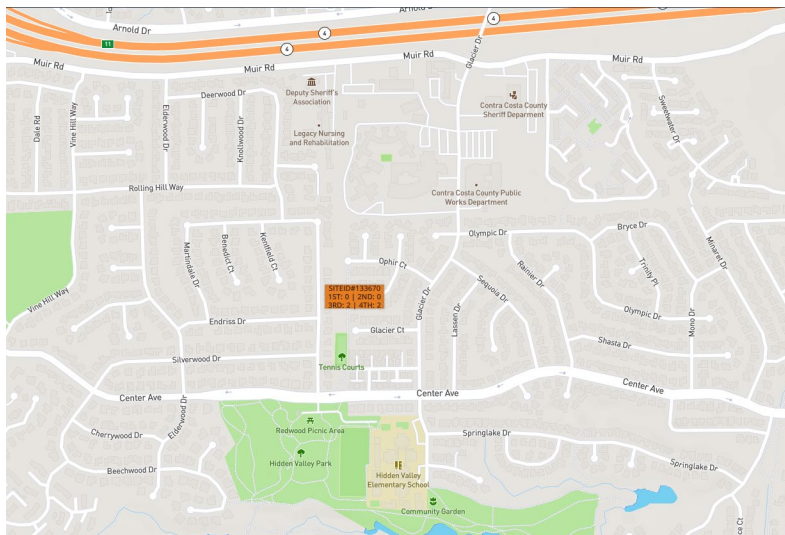 Arnold Dr
Arnold Dr
4
4
4
4
11
Muir Rd
Muir Rd
Muir Rd
Glacier Dr
Deerwood Dr
Deputy Sheriff's
Association
Contra Costa County
Sheriff Deparment
Dale Rd
Vine Hill Way
Elderwood Dr
Knollwood Dr
Legacy Nursing
and Rehabilitation
Sweetwater Dr
Rolling Hill Way
Contra Costa County Public
Works Department
Olympic Dr
Bryce Dr
Minaret Dr
Martindale Dr
Benedict Ct
Kentfield Ct
Ophir Ct
Rainier Dr
Trinity Pl
Vine Hill Way
SITEID#133670
1ST: 0 | 2ND: 0
3RD: 2 | 4TH: 2
Glacier Dr
Sequoia Dr
Lassen Dr
Olympic Dr
Mono Dr
Endriss Dr
Glacier Ct
Shasta Dr
Silverwood Dr
Tennis Courts
Center Ave
Center Ave
Center Ave
Elderwood Dr
Cherrywood Dr
Redwood Picnic Area
Springlake Dr
Beechwood Dr
Hidden Valley Park
Hidden Valley
Elementary School
Springlake Dr
Community Garden
ce Ct